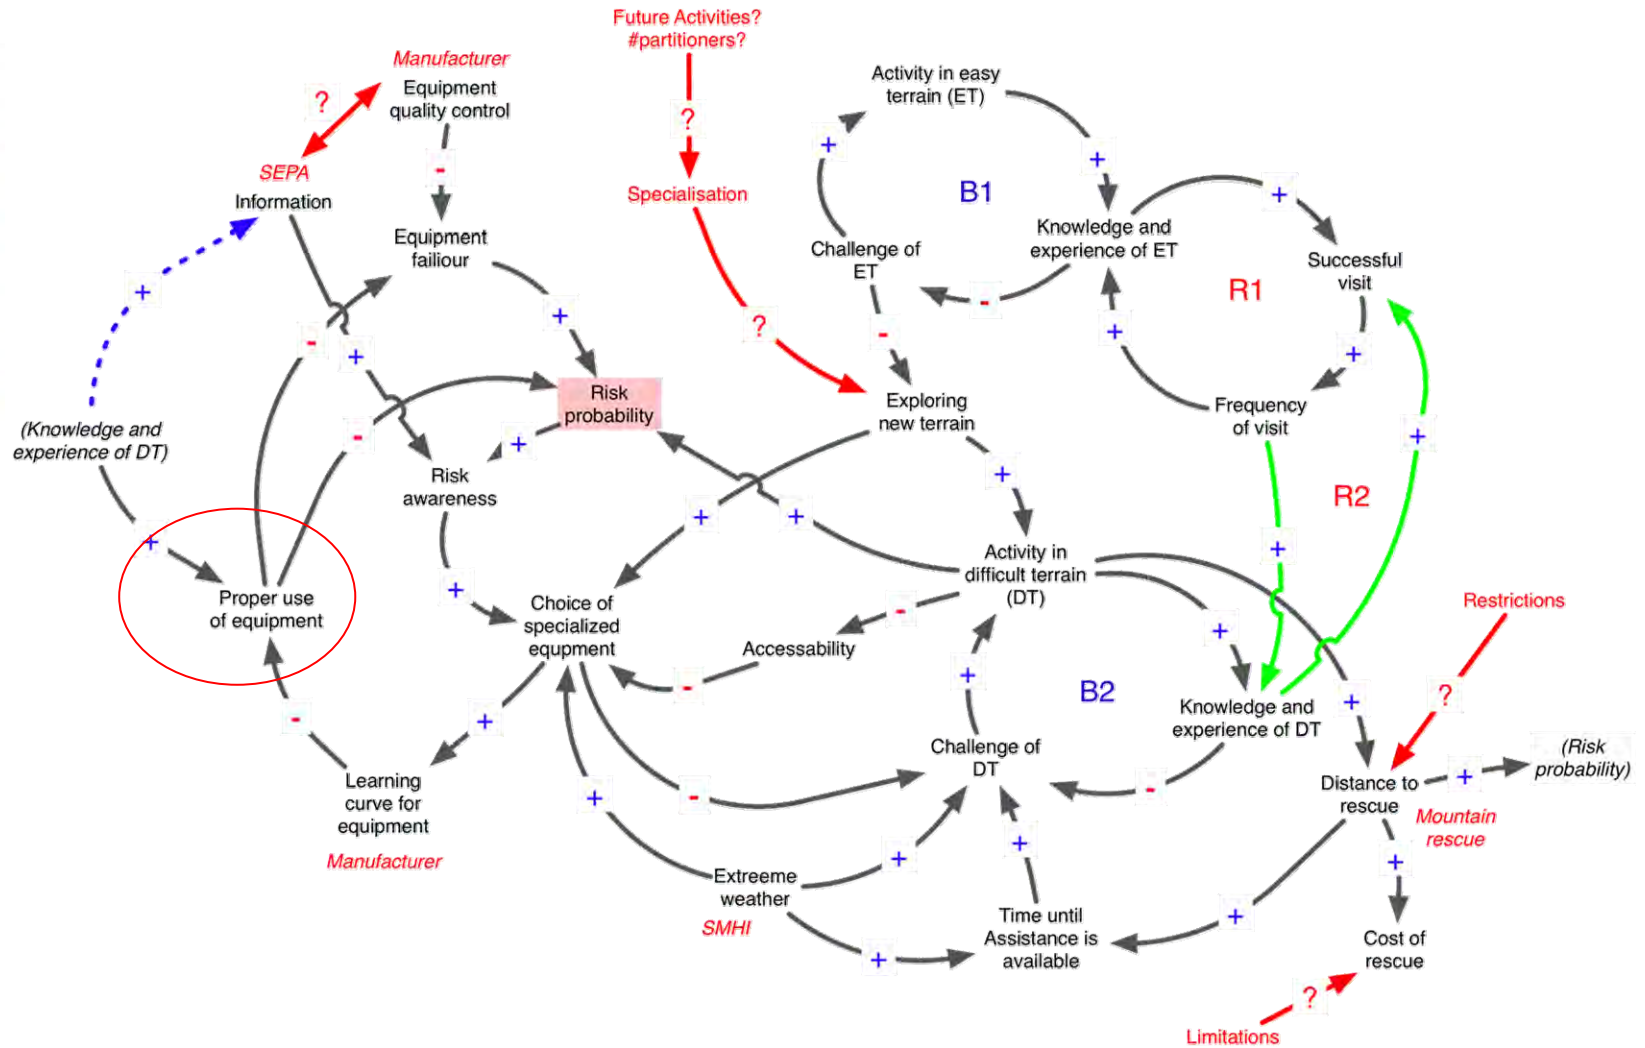 Future Activities?
#partitioners?
Manufacturer
Equipment
quality control
?
SEPA
Information
-
?
Specialisation
Activity in easy
terrain (ET)
+
+
B1
Knowledge and
experience of ET
+
Successful
visit
Challenge of
ET
-
R1
+
+
Equipment
failiour
+
+
-
+
?
-
Exploring
new terrain
Frequency
of visit
Risk
probability
(Knowledge and
experience of DT)
-
+
+
Risk
awareness
+
+
+
R2
+
+
+
Activity in
difficult terrain
(DT)
Proper use
of equipment
+
Choice of
specialized
equpment
-
Accessability
-
+
+
B2
Restrictions
?
Knowledge and
experience of DT
+
-
+
Learning
curve for
equipment
Manufacturer
Challenge of
DT
-
-
+
Distance to
rescue
+
(Risk
probability)
Mountain
rescue
+
+
+
Extreeme
weather
SMHI
+
Time until
Assistance is
available
+
Cost of
rescue
?
Limitations